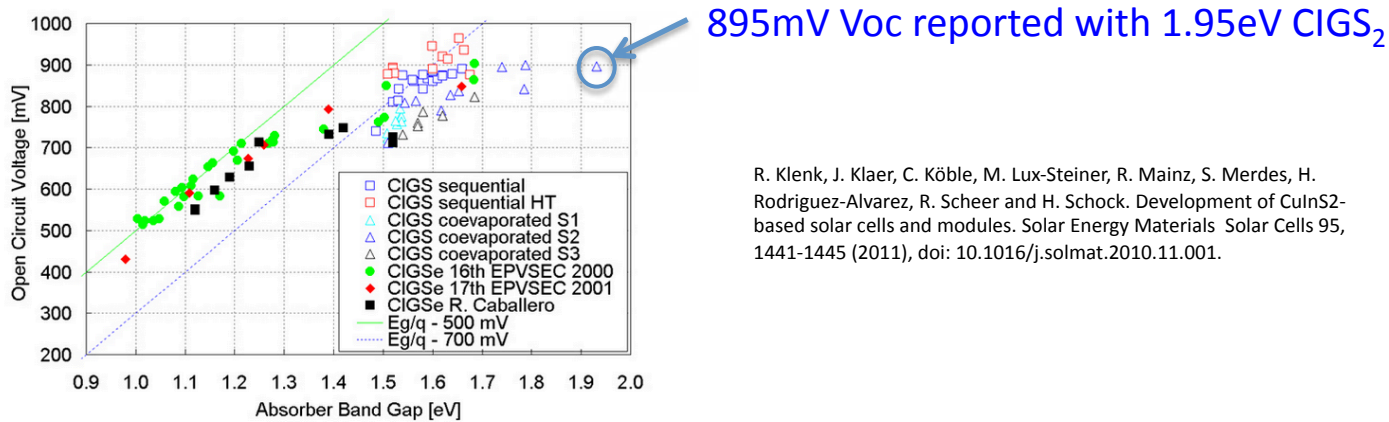 895mV Voc reported with 1.95eV CIGS₂
1000
900
800
700
600
500
400
300
200
Open Circuit Voltage [mV]
CIGS sequential
CIGS sequential HT
CIGS coevaporated S1
CIGS coevaporated S2
CIGS coevaporated S3
CIGSe 16th EPVSEC 2000
CIGSe 17th EPVSEC 2001
CIGSe R. Caballero
Eg/q - 500 mV
Eg/q - 700 mV
0.9 1.0 1.1 1.2 1.3 1.4 1.5 1.6 1.7 1.8 1.9 2.0
Absorber Band Gap [eV]
R. Klenk, J. Klaer, C. Köble, M. Lux-Steiner, R. Mainz, S. Merdes, H.
Rodriguez-Alvarez, R. Scheer and H. Schock. Development of CuInS2-
based solar cells and modules. Solar Energy Materials Solar Cells 95,
1441-1445 (2011), doi: 10.1016/j.solmat.2010.11.001.